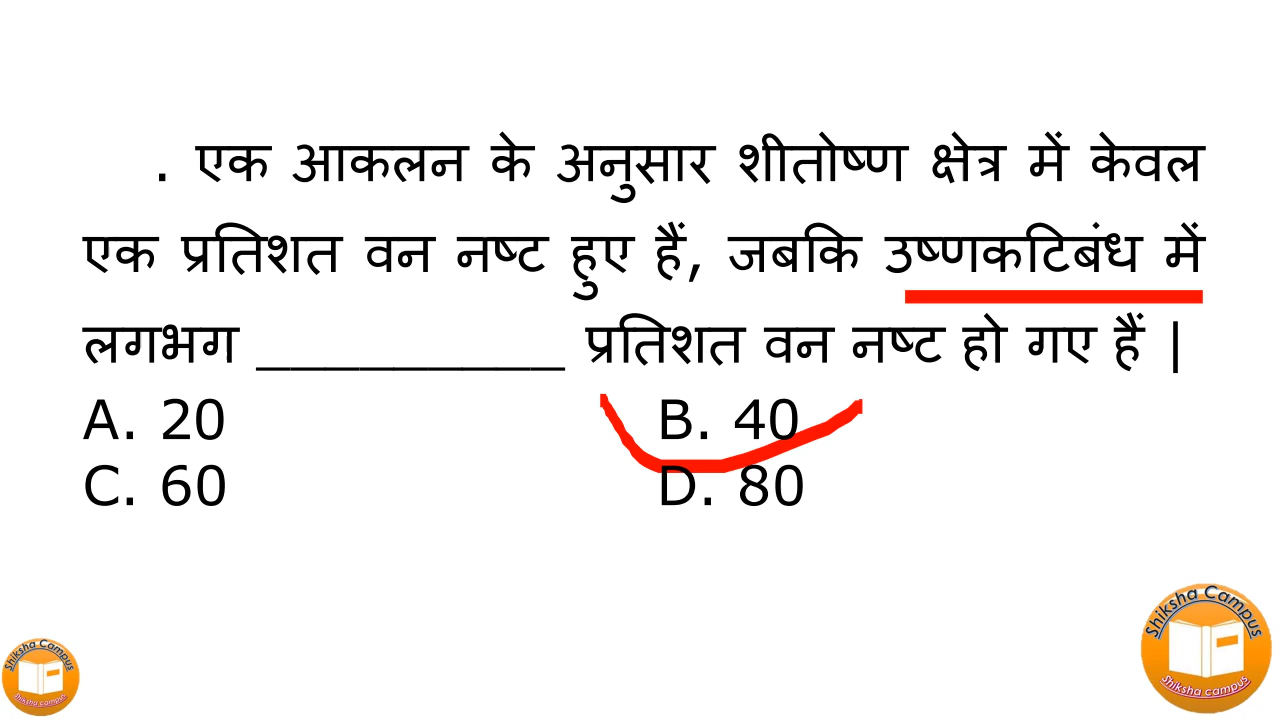 . एक आकलन के अनुसार शीतोष्ण क्षेत्र में केवल
एक प्रतिशत वन नष्ट हुए हैं, जबकि उष्णकटिबंध में
लगभग ___________ प्रतिशत वन नष्ट हो गए हैं |
A. 20 B. 40
C. 60 D. 80
Shiksha Campus
Shiksha campus
Shiksha Campus
Shiksha campus